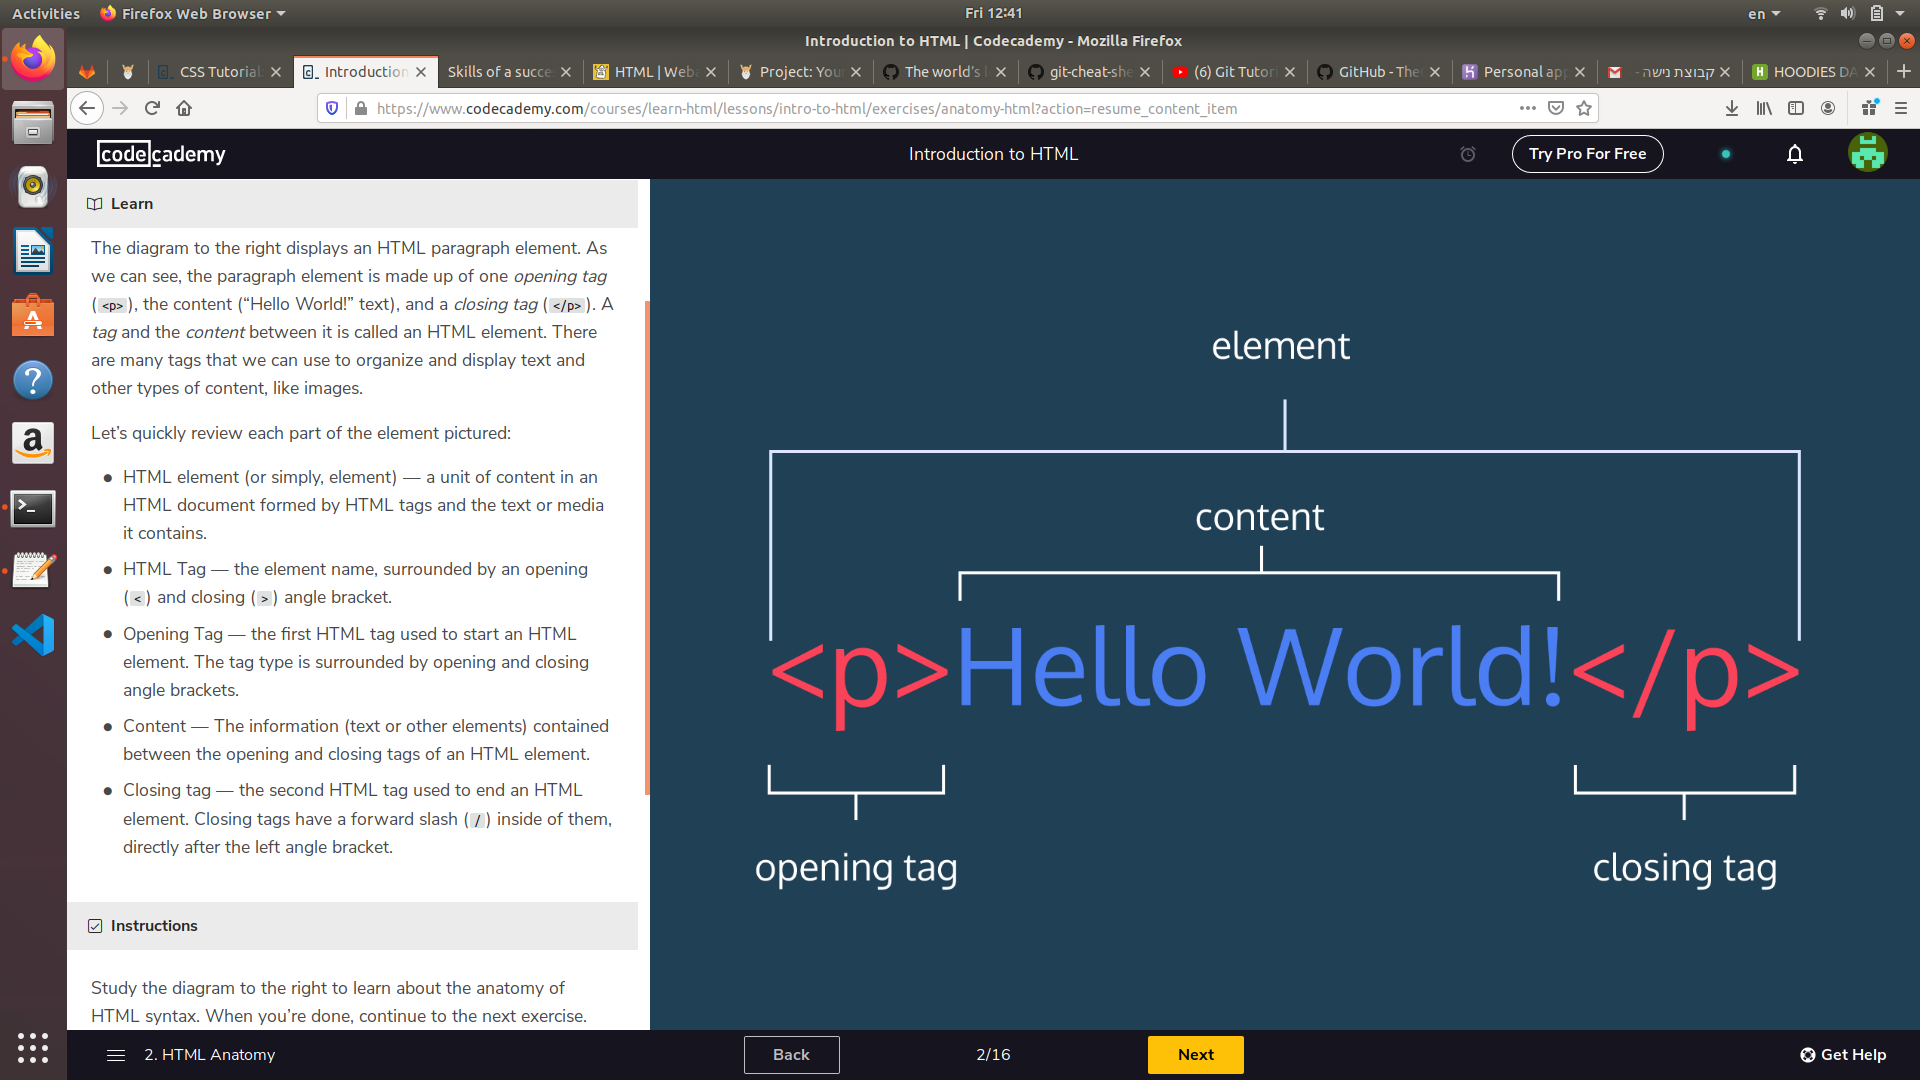 Activities Firefox Web Browser Fri 12:41 en
Introduction to HTML | Codecademy - Mozilla Firefox
CSS Tutorial Introduction Skills of a succe HTML | Web Project: You The world's git-cheat-she (6) Git Tutori GitHub - The Personal app קבוצת נישה - HOODIES DA
https://www.codecademy.com/courses/learn-html/lessons/intro-to-html/exercises/anatomy-html?action=resume_content_item
codecademy Introduction to HTML Try Pro For Free
Learn
The diagram to the right displays an HTML paragraph element. As
we can see, the paragraph element is made up of one opening tag
(<p>), the content (“Hello World!” text), and a closing tag (</p>). A
tag and the content between it is called an HTML element. There
are many tags that we can use to organize and display text and
other types of content, like images.
Let’s quickly review each part of the element pictured:
● HTML element (or simply, element) — a unit of content in an
HTML document formed by HTML tags and the text or media
it contains.
● HTML Tag — the element name, surrounded by an opening
(<) and closing (>) angle bracket.
● Opening Tag — the first HTML tag used to start an HTML
element. The tag type is surrounded by opening and closing
angle brackets.
● Content — The information (text or other elements) contained
between the opening and closing tags of an HTML element.
● Closing tag — the second HTML tag used to end an HTML
element. Closing tags have a forward slash (/) inside of them,
directly after the left angle bracket.
Instructions
Study the diagram to the right to learn about the anatomy of
HTML syntax. When you’re done, continue to the next exercise.
element
content
<p>Hello World!</p>
opening tag closing tag
2. HTML Anatomy Back 2/16 Next Get Help